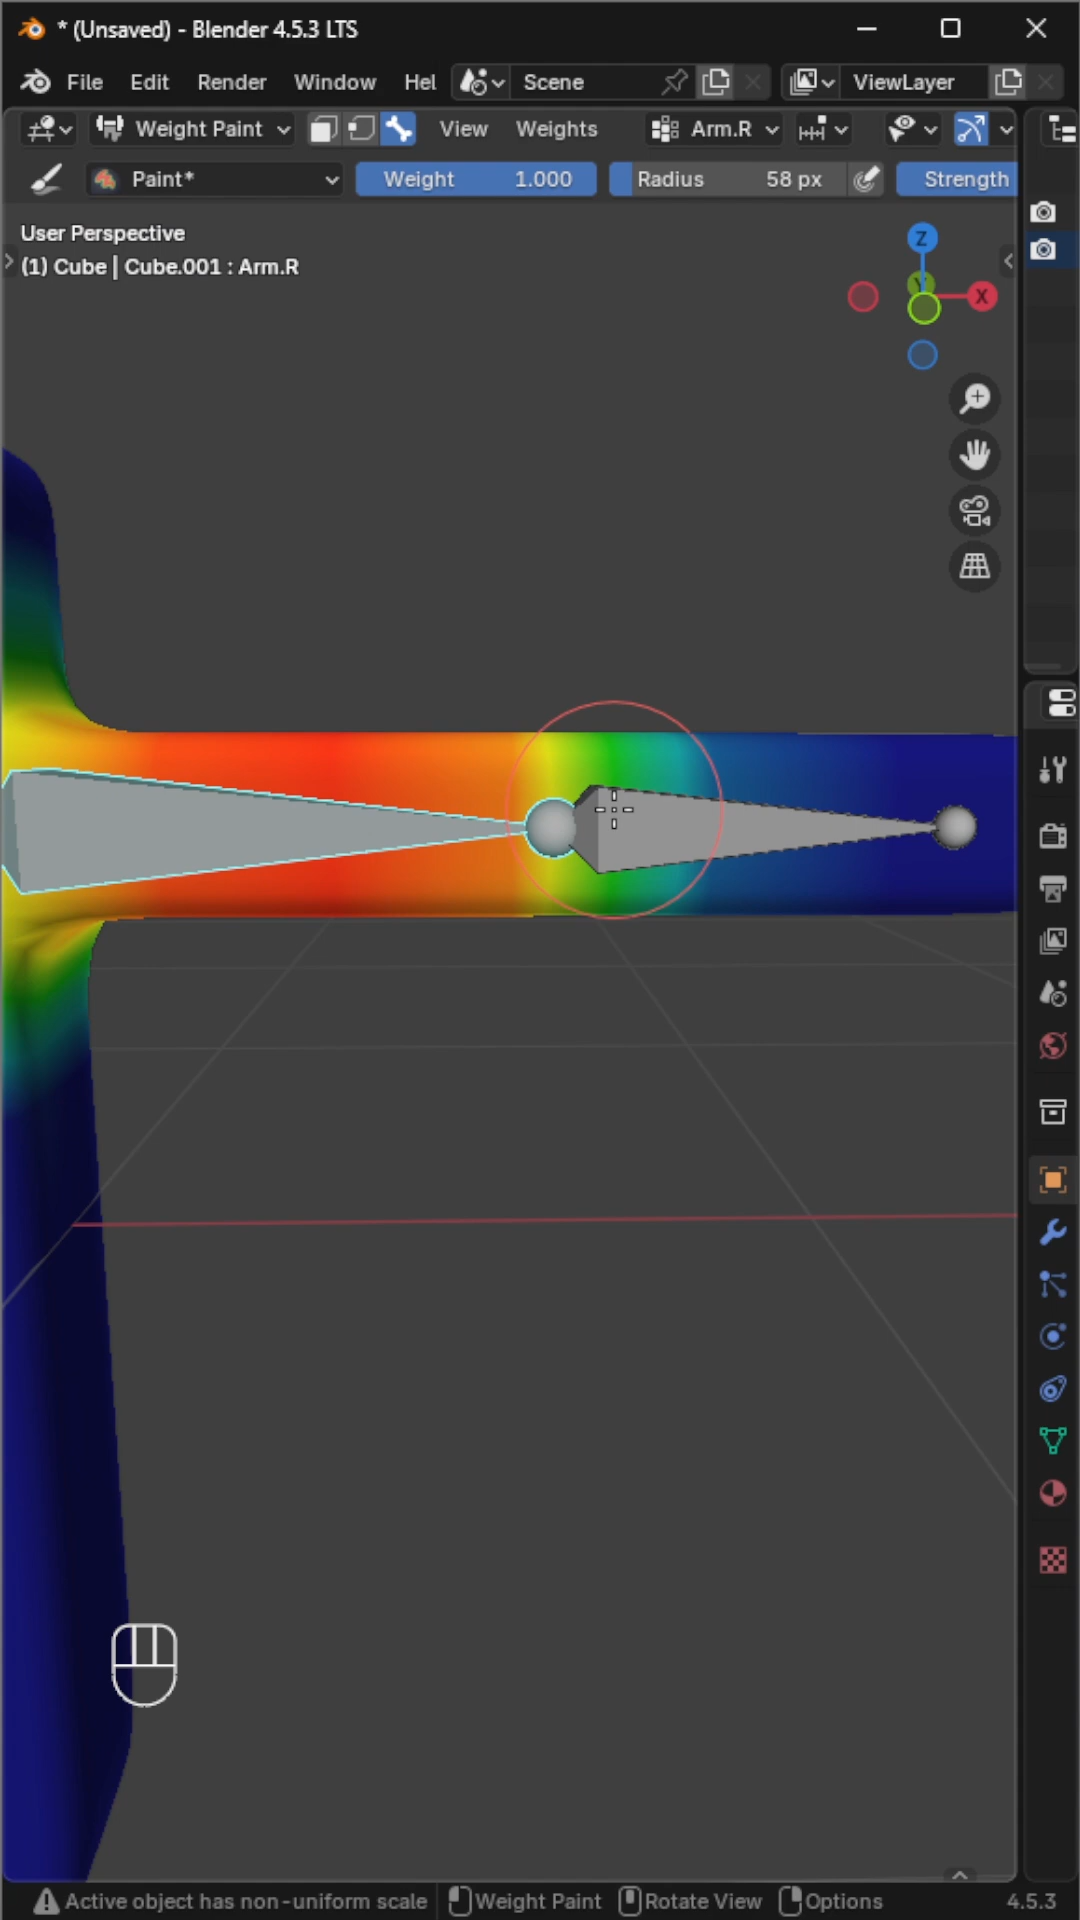 * (Unsaved) - Blender 4.5.3 LTS
File Edit Render Window Hel Scene ViewLayer
Weight Paint View Weights Arm.R
Paint* Weight 1.000 Radius 58 px Strength
User Perspective
(1) Cube | Cube.001 : Arm.R
Z
Y
X
Active object has non-uniform scale Weight Paint Rotate View Options 4.5.3